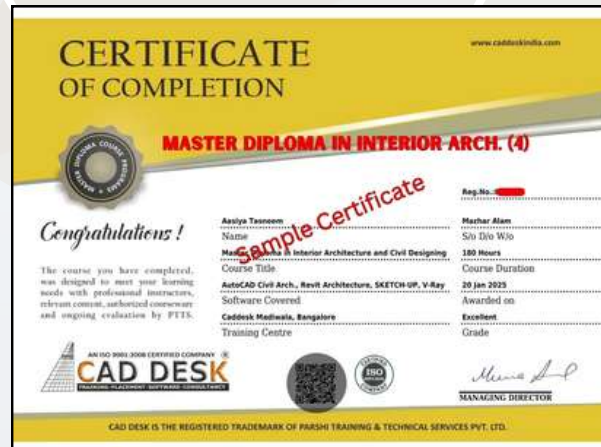 CERTIFICATE
OF COMPLETION
www.caddeskindia.com
MASTER DIPLOMA IN INTERIOR ARCH. (4)
MASTER DIPLOMA COURSE PROGRAMS
Sample Certificate
Reg.No.:
Congratulations !
The course you have completed,
was designed to meet your learning
needs with professional instructors,
relevant content, authorized courseware
and ongoing evaluation by PTTS.
Aasiya Tasneem
Name
Mazhar Alam
S/o D/o W/o
Master Diploma in Interior Architecture and Civil Designing
Course Title
180 Hours
Course Duration
AutoCAD Civil Arch., Revit Architecture, SKETCH-UP, V-Ray
Software Covered
20 Jan 2025
Awarded on
Caddesk Madiwala, Bangalore
Training Centre
Excellent
Grade
AN ISO 9001:2008 CERTIFIED COMPANY ®
CAD DESK
TRAINING・PLACEMENT・SOFTWARE・CONSULTANCY
ISO
MANAGING DIRECTOR
CAD DESK IS THE REGISTERED TRADEMARK OF PARSHI TRAINING & TECHNICAL SERVICES PVT. LTD.